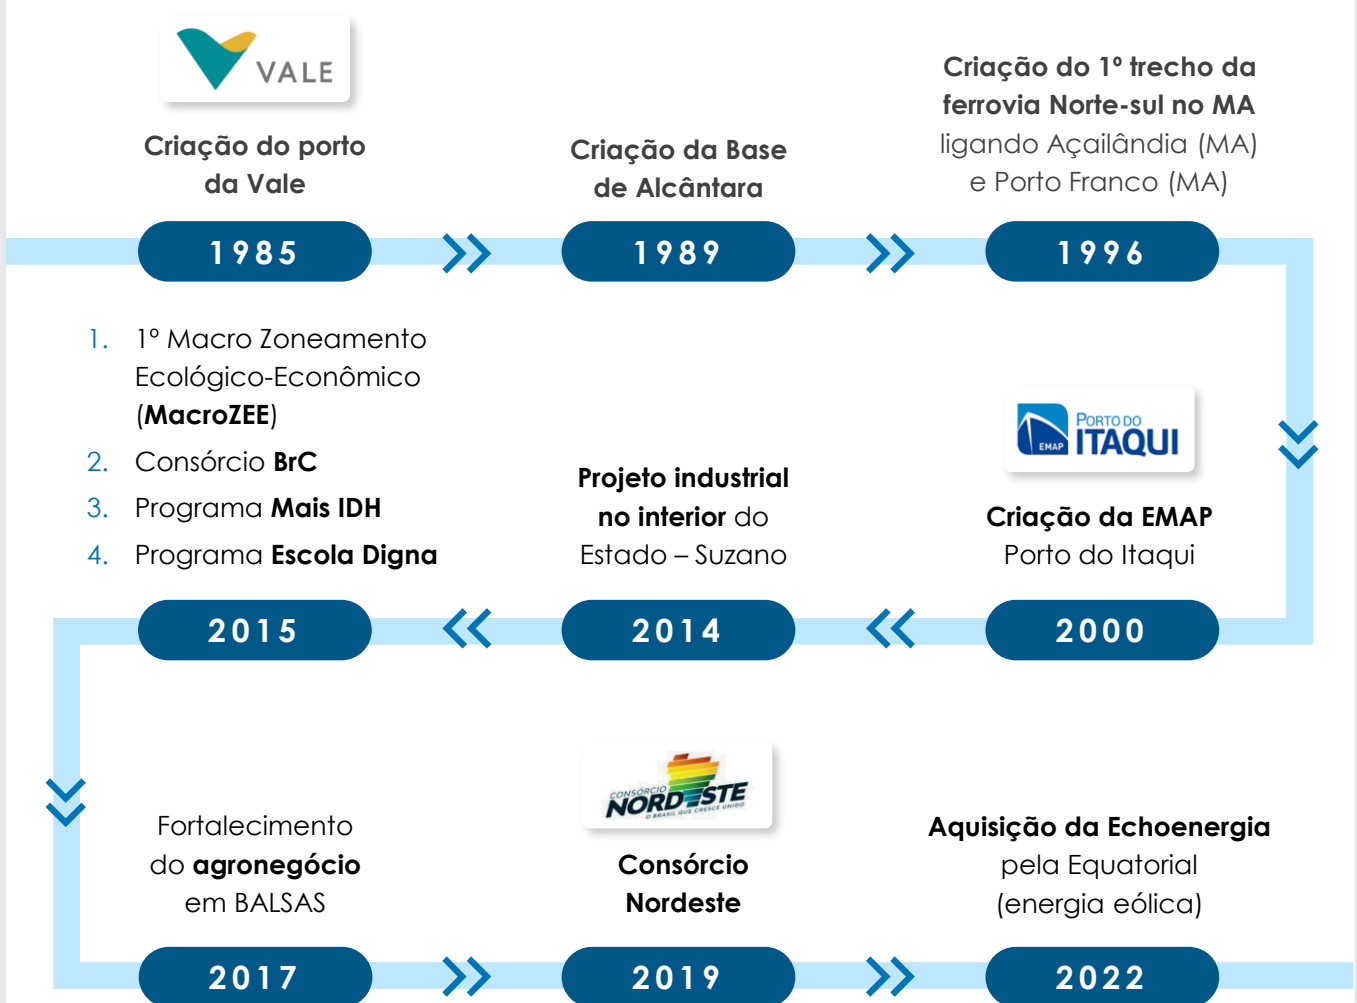 VALE
Criação do porto
da Vale
1985
Criação da Base
de Alcântara
1989
Criação do 1º trecho da
ferrovia Norte-sul no MA
ligando Açailândia (MA)
e Porto Franco (MA)
1996
PORTO DO
ITAQUI
EMAP
Criação da EMAP
Porto do Itaqui
2000
Projeto industrial
no interior do
Estado – Suzano
2014
1. 1º Macro Zoneamento
Ecológico-Econômico
(MacroZEE)
2. Consórcio BrC
3. Programa Mais IDH
4. Programa Escola Digna
2015
Fortalecimento
do agronegócio
em BALSAS
2017
CONSÓRCIO
NORDESTE
O BRASIL QUE CRESCE UNIDO
Consórcio
Nordeste
2019
Aquisição da Echoenergia
pela Equatorial
(energia eólica)
2022